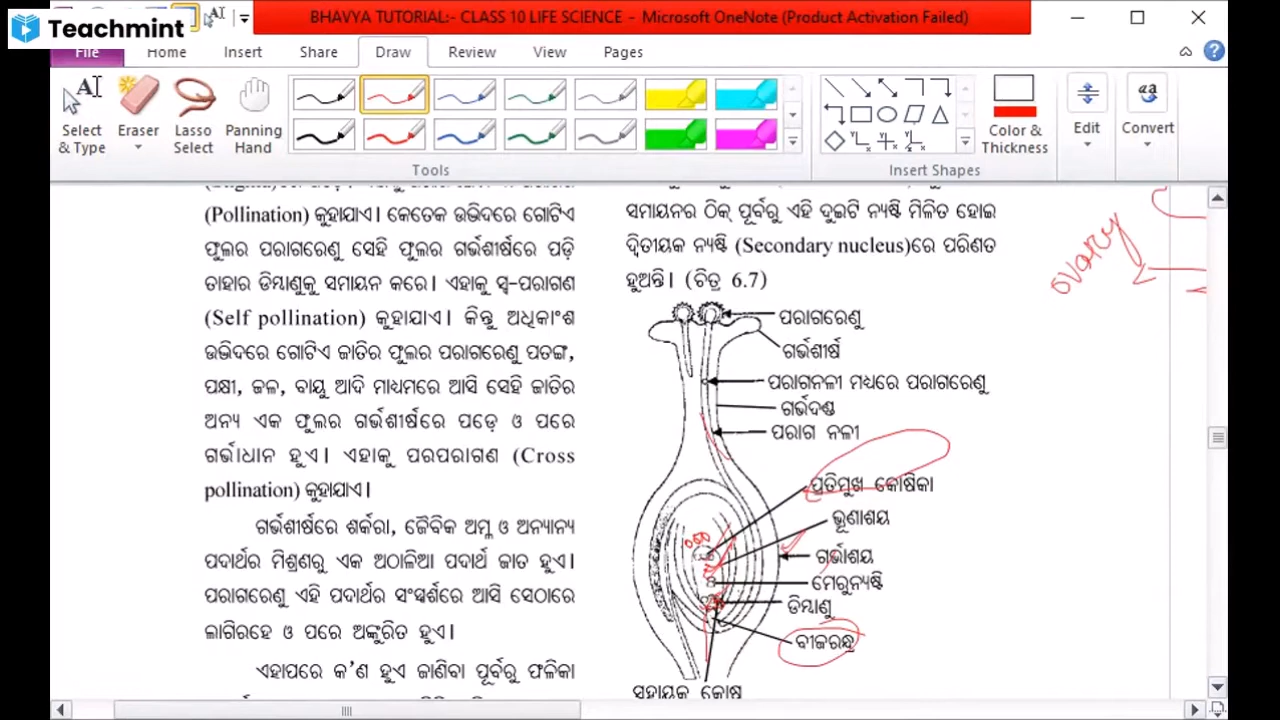 BHAVYA TUTORIAL:- CLASS 10 LIFE SCIENCE - Microsoft OneNote (Product Activation Failed)
Teachmint
File Home Insert Share Draw Review View Pages
Select & Type
Eraser
Lasso Select
Panning Hand
Color & Thickness
Edit
Convert
Tools
Insert Shapes
(Pollination) କୁହାଯାଏ। କେତେକ ଉଦ୍ଭିଦରେ ଗୋଟିଏ
ଫୁଲର ପରାଗରେଣୁ ସେହି ଫୁଲର ଗର୍ଭଶୀର୍ଷରେ ପଡ଼ି
ତାହାର ଡିମ୍ବାଣୁକୁ ସମାୟନ କରେ। ଏହାକୁ ସ୍ୱ-ପରାଗଣ
(Self pollination) କୁହାଯାଏ। କିନ୍ତୁ ଅଧିକାଂଶ
ଉଦ୍ଭିଦରେ ଗୋଟିଏ ଜାତିର ଫୁଲର ପରାଗରେଣୁ ପତଙ୍ଗ,
ପକ୍ଷୀ, ଜଳ, ବାୟୁ ଆଦି ମାଧ୍ୟମରେ ଆସି ସେହି ଜାତିର
ଅନ୍ୟ ଏକ ଫୁଲର ଗର୍ଭଶୀର୍ଷରେ ପଡ଼େ ଓ ପରେ
ଗର୍ଭାଧାନ ହୁଏ। ଏହାକୁ ପରପରାଗଣ (Cross
pollination) କୁହାଯାଏ।
ଗର୍ଭଶୀର୍ଷରେ ଶର୍କରା, ଜୈବିକ ଅମ୍ଳ ଓ ଅନ୍ୟାନ୍ୟ
ପଦାର୍ଥର ମିଶ୍ରଣରୁ ଏକ ଅଠାଳିଆ ପଦାର୍ଥ ଜାତ ହୁଏ।
ପରାଗରେଣୁ ଏହି ପଦାର୍ଥର ସଂସ୍ପର୍ଶରେ ଆସି ସେଠାରେ
ଲାଗିରହେ ଓ ପରେ ଅଙ୍କୁରିତ ହୁଏ।
ଏହାପରେ କ'ଣ ହୁଏ ଜାଣିବା ପୂର୍ବରୁ ଫଳିକା
ସମାୟନର ଠିକ୍ ପୂର୍ବରୁ ଏହି ଦୁଇଟି ନ୍ୟଷ୍ଟି ମିଳିତ ହୋଇ
ଦ୍ୱିତୀୟକ ନ୍ୟଷ୍ଟି (Secondary nucleus)ରେ ପରିଣତ
ହୁଅନ୍ତି। (ଚିତ୍ର 6.7)
ପରାଗରେଣୁ
ଗର୍ଭଶୀର୍ଷ
ପରାଗନଳୀ ମଧ୍ୟରେ ପରାଗରେଣୁ
ଗର୍ଭଦଣ୍ଡ
ପରାଗ ନଳୀ
ପ୍ରତିମୁଖ କୋଷିକା
ଭ୍ରୂଣାଶୟ
ଗର୍ଭାଶୟ
ମେରୁନ୍ୟଷ୍ଟି
ଡିମ୍ବାଣୁ
ବୀଜରନ୍ଧ୍ର
ସହାୟକ କୋଷ
ovary